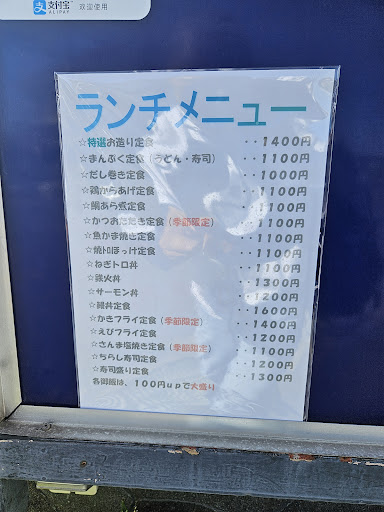 支 支付宝 欢迎使用
ALIPAY
ランチメニュー
☆特選お造り定食 ・・1400円
☆まんぷく定食(うどん・寿司) ・・1100円
☆だし巻き定食 ・・1000円
☆鶏からあげ定食 ・・1100円
☆鯛あら煮定食 ・・1100円
☆かつおたたき定食(季節限定) ・・1100円
☆魚かま焼き定食 ・・1100円
☆焼トロほっけ定食 ・・1100円
☆ねぎトロ丼 ・・1100円
☆鉄火丼 ・・1300円
☆サーモン丼 ・・1200円
☆鰻丼定食 ・・1600円
☆かきフライ定食(季節限定) ・・1400円
☆えびフライ定食 ・・1200円
☆さんま塩焼き定食(季節限定) ・・1100円
☆ちらし寿司定食 ・・1200円
☆寿司盛り定食 ・・1300円
各御飯は、100円upで大盛り